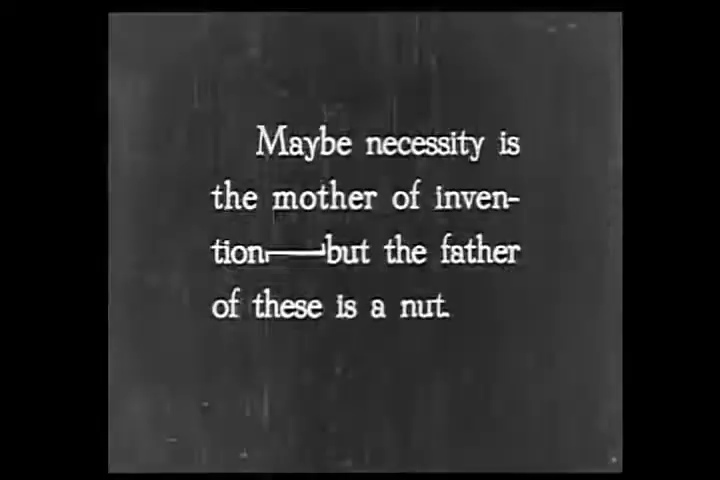 Maybe necessity is
the mother of inven-
tion——but the father
of these is a nut.